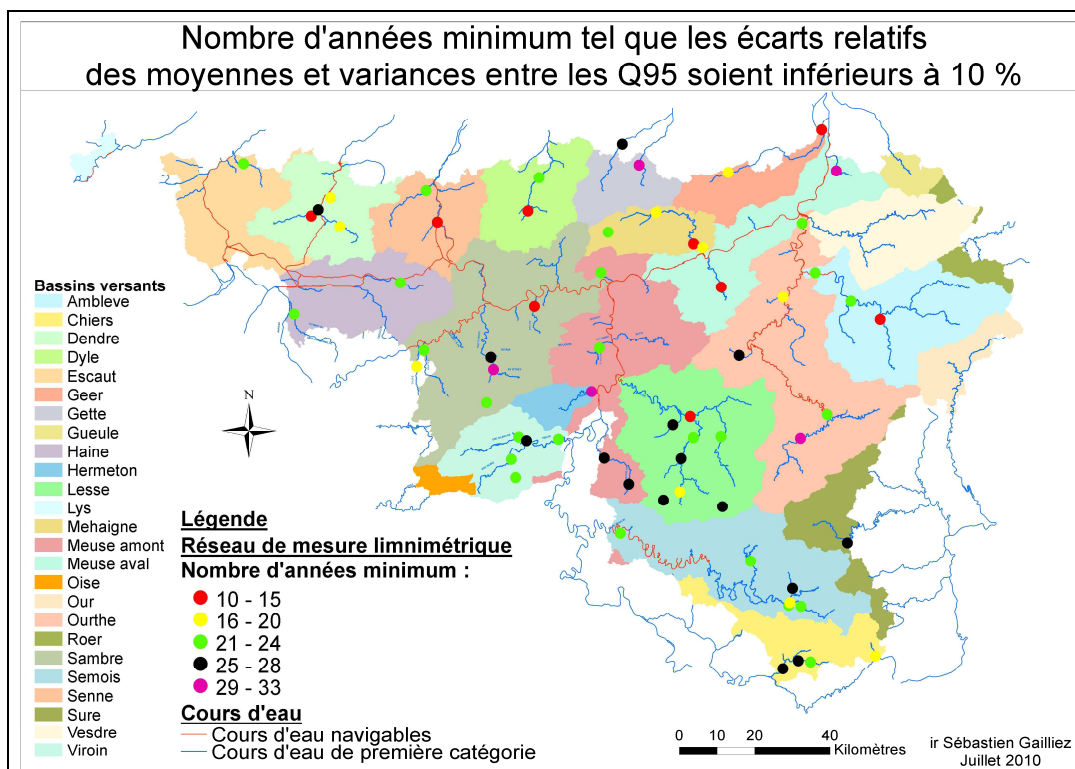 Nombre d'années minimum tel que les écarts relatifs
des moyennes et variances entre les Q95 soient inférieurs à 10 %
Bassins versants
Ambleve
Chiers
Dendre
Dyle
Escaut
Geer
Gette
Gueule
Haine
Hermeton
Lesse
Lys
Mehaigne
Meuse amont
Meuse aval
Oise
Our
Ourthe
Roer
Sambre
Semois
Senne
Sure
Vesdre
Viroin
N
Légende
Réseau de mesure limnimétrique
Nombre d'années minimum :
10 - 15
16 - 20
21 - 24
25 - 28
29 - 33
Cours d'eau
Cours d'eau navigables
Cours d'eau de première catégorie
0 10 20 40
Kilomètres
ir Sébastien Gailliez
Juillet 2010